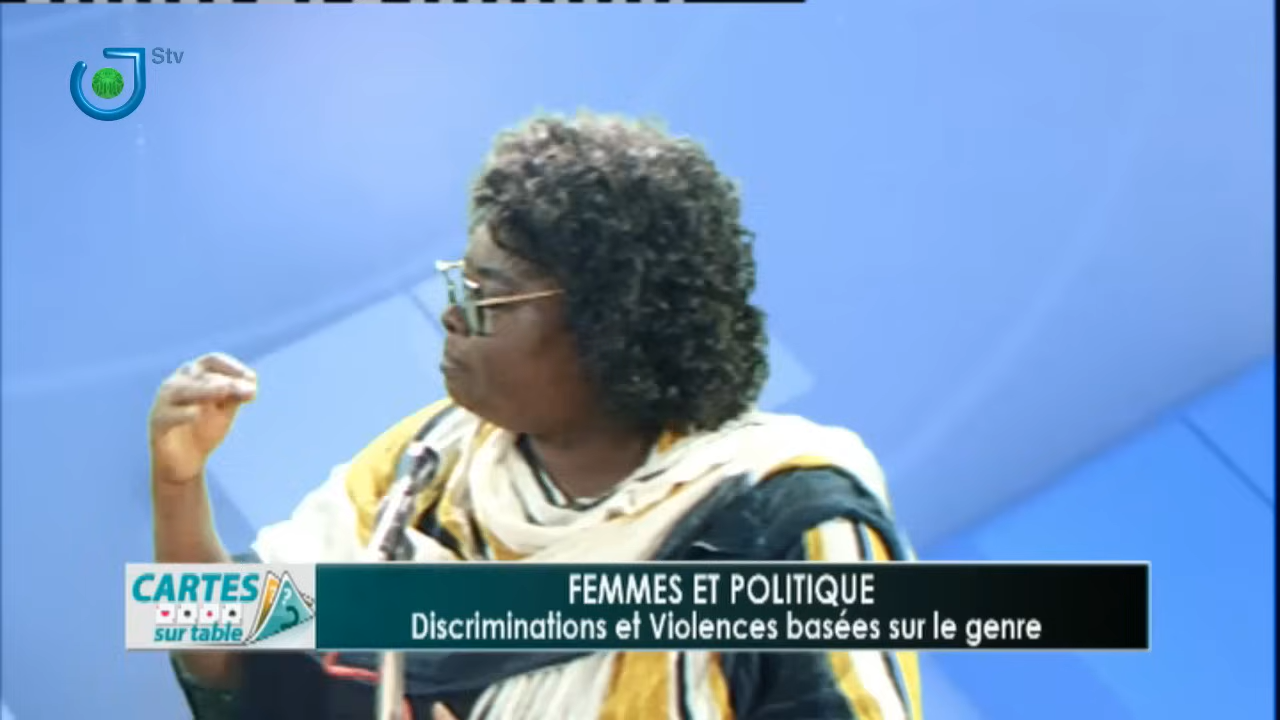 Stv
FEMMES ET POLITIQUE
Discriminations et Violences basées sur le genre
CARTES
sur table